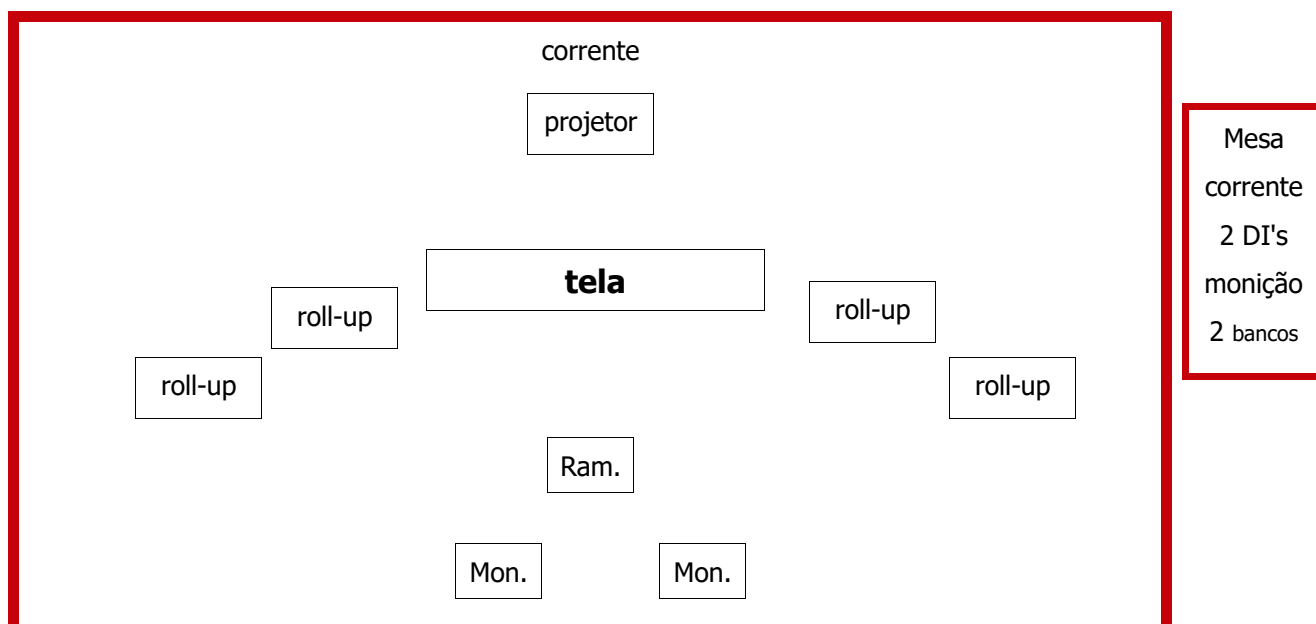 corrente
projetor
tela
roll-up
roll-up
roll-up
roll-up
Ram.
Mon.
Mon.
Mesa
corrente
2 DI's
monição
2 bancos